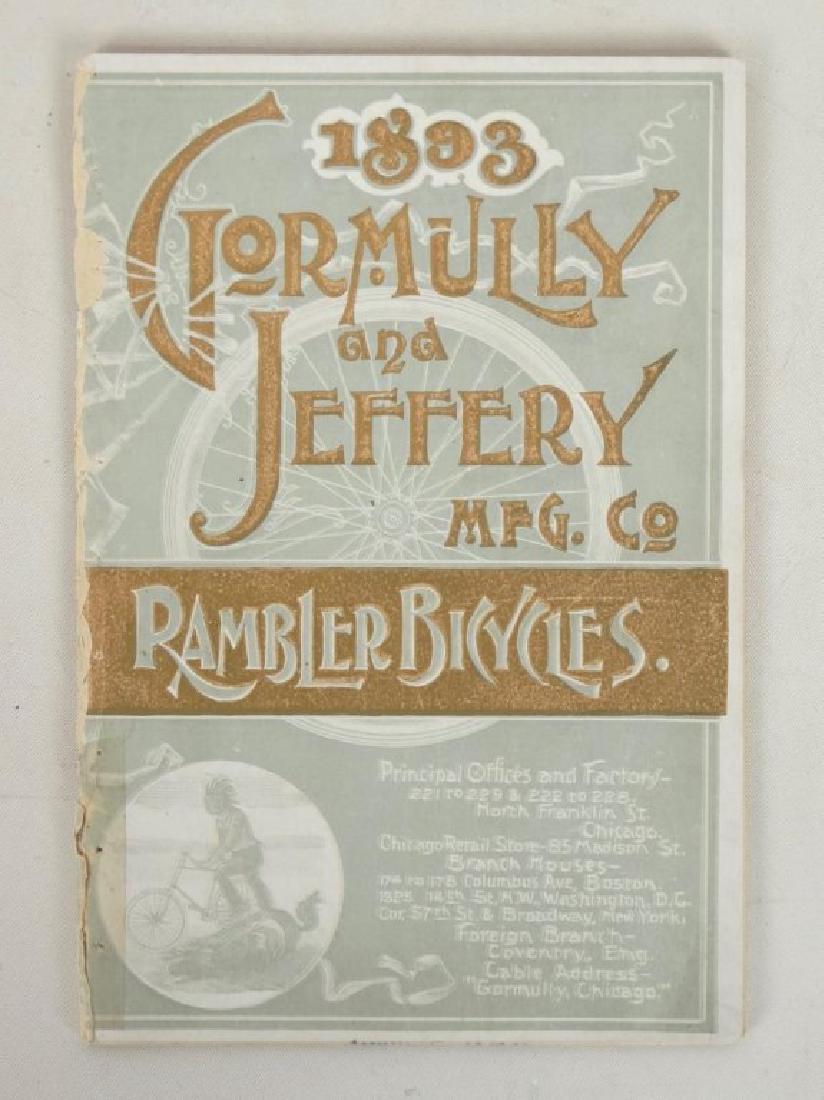 1893
GORMULLY
and
JEFFERY
MFG. CO
RAMBLER BICYCLES.
Principal Offices and Factory-
221 to 229 & 222 to 228,
North Franklin St.
Chicago.
Chicago Retail Store-85 Madison St.
Branch Houses-
174 to 178 Columbus Ave, Boston.
1325 14th St, N.W., Washington, D.C.
Cor, 57th St. & Broadway, New York,
Foreign Branch-
Coventry, Eng.
Cable Address-
"Gormully, Chicago."